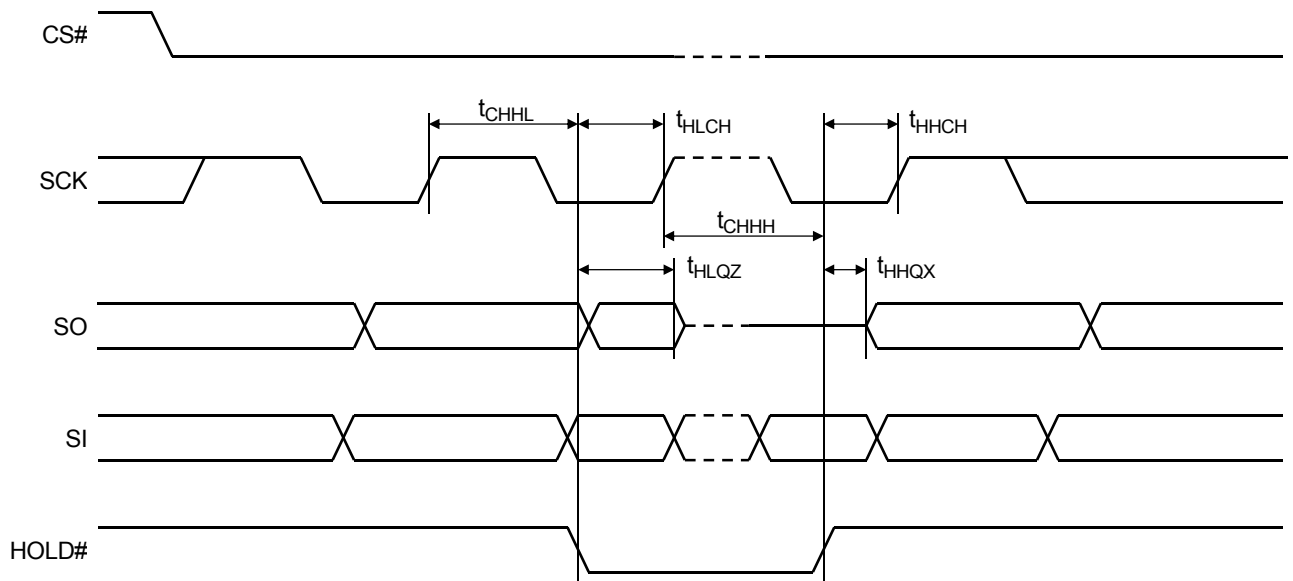 CS#
tCHHL
tHLCH
tHHCH
SCK
tCHHH
tHLQZ
tHHQX
SO
SI
HOLD#